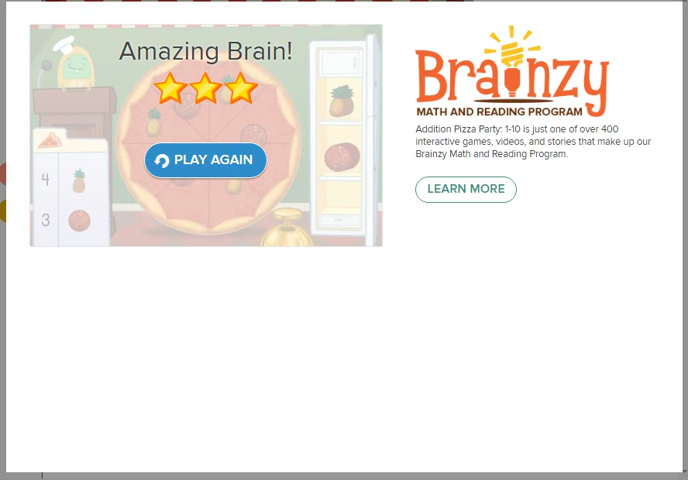 Amazing Brain!
PLAY AGAIN
4
3
Brainzy
MATH AND READING PROGRAM
Addition Pizza Party: 1-10 is just one of over 400
interactive games, videos, and stories that make up our
Brainzy Math and Reading Program.
LEARN MORE